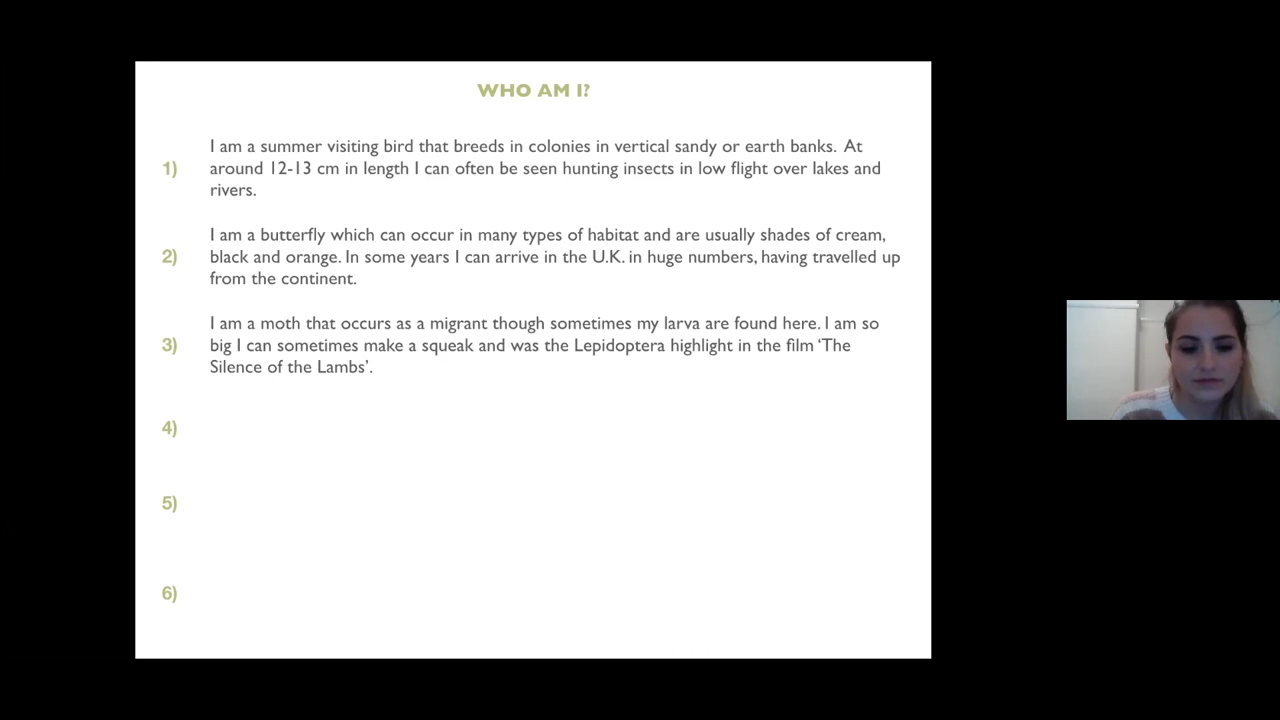 WHO AM I?
1)
I am a summer visiting bird that breeds in colonies in vertical sandy or earth banks. At
around 12-13 cm in length I can often be seen hunting insects in low flight over lakes and
rivers.
2)
I am a butterfly which can occur in many types of habitat and are usually shades of cream,
black and orange. In some years I can arrive in the U.K. in huge numbers, having travelled up
from the continent.
3)
I am a moth that occurs as a migrant though sometimes my larva are found here. I am so
big I can sometimes make a squeak and was the Lepidoptera highlight in the film ‘The
Silence of the Lambs’.
4)
5)
6)